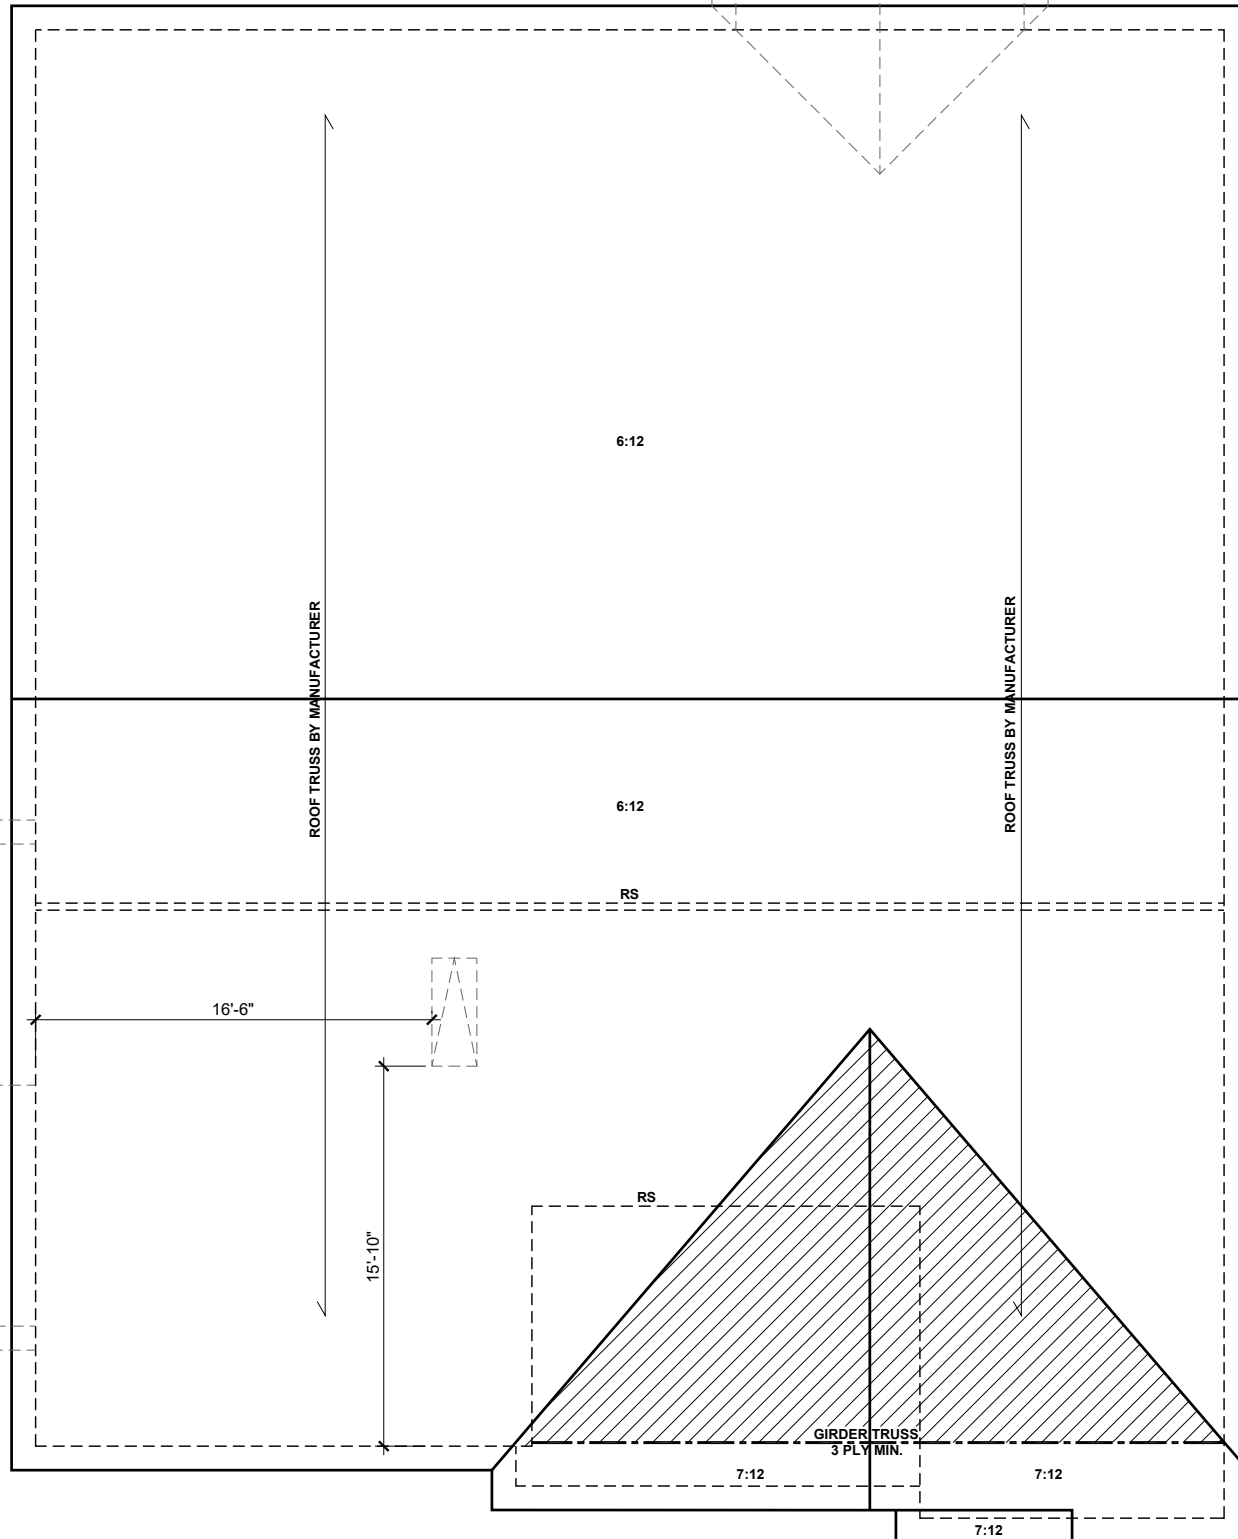 6:12
ROOF TRUSS BY MANUFACTURER
ROOF TRUSS BY MANUFACTURER
6:12
RS
16'-6"
RS
15'-10"
GIRDER TRUSS
3 PLY MIN.
7:12
7:12
7:12